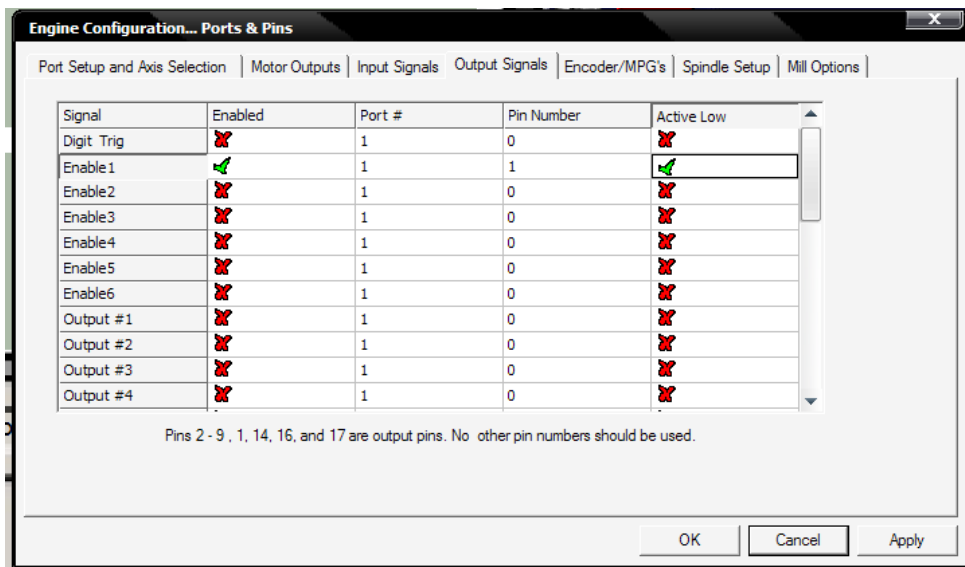 Engine Configuration... Ports & Pins
X
Port Setup and Axis Selection Motor Outputs Input Signals Output Signals Encoder/MPG's Spindle Setup Mill Options
Signal Enabled Port # Pin Number Active Low
Digit Trig 1 0
Enable1 1 1
Enable2 1 0
Enable3 1 0
Enable4 1 0
Enable5 1 0
Enable6 1 0
Output #1 1 0
Output #2 1 0
Output #3 1 0
Output #4 1 0
Pins 2 - 9 , 1, 14, 16, and 17 are output pins. No other pin numbers should be used.
OK Cancel Apply